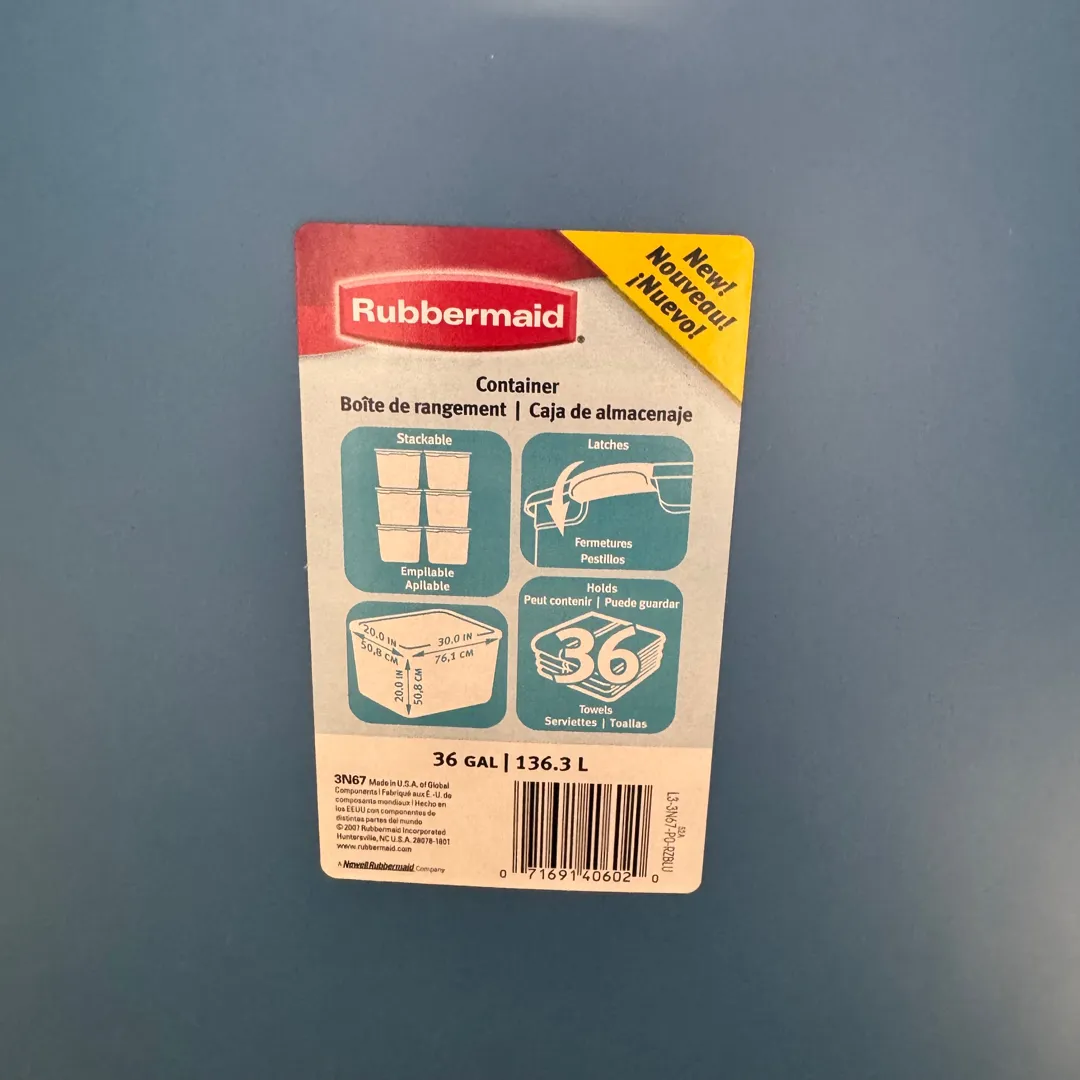 New!
Nouveau!
¡Nuevo!
Rubbermaid
Container
Boîte de rangement | Caja de almacenaje
Stackable
Empilable
Apilable
Latches
Fermetures
Pestillos
20.0 IN
50,8 CM
30.0 IN
76,1 CM
20.0 IN
50,8 CM
Holds
Peut contenir | Puede guardar
36
Towels
Serviettes | Toallas
36 GAL | 136.3 L
3N67 Made in U.S.A. of Global
Components | Fabriqué aux É.-U. de
composants mondiaux | Hecho en
los EEUU con componentes de
distintas partes del mundo
© 2007 Rubbermaid Incorporated
Huntersville, NC U.S.A. 28078-1801
www.rubbermaid.com
A Newell Rubbermaid Company
0 71691 40602 0
L3-3N67-P0-RZBLU